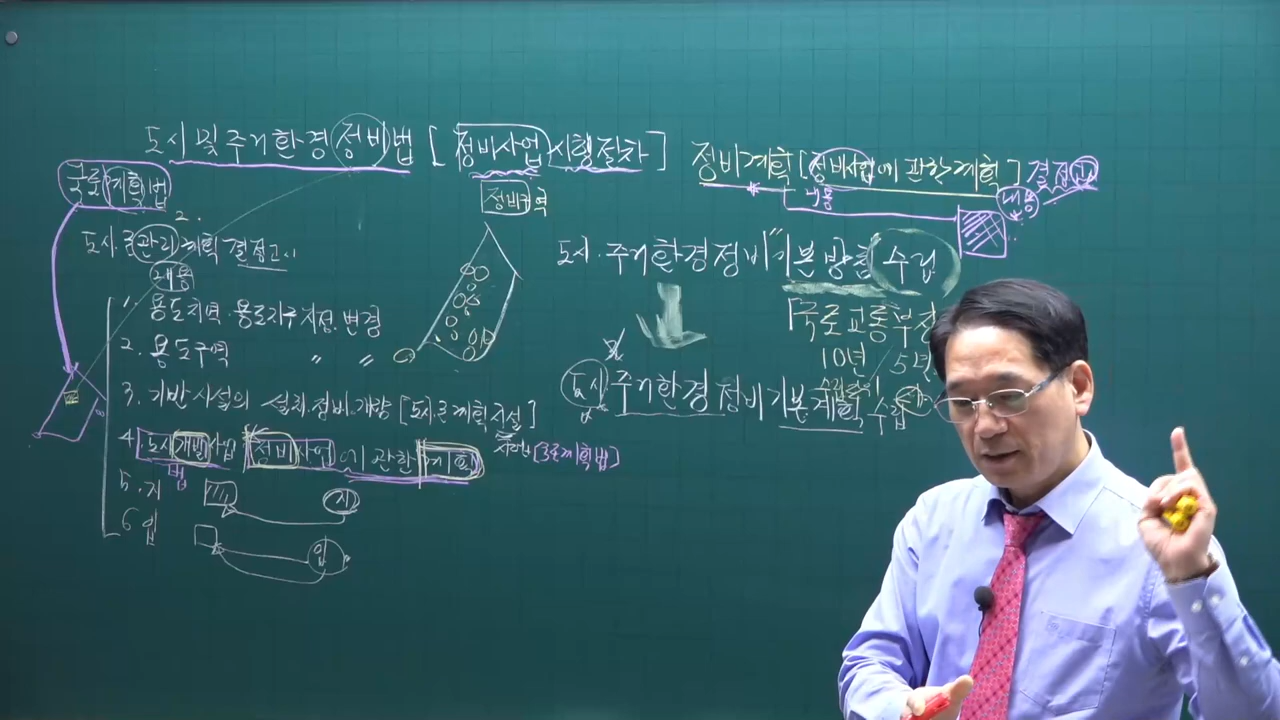 도시 및 주거환경정비법 [정비사업 시행절차]
국토계획법
2.
도시·군관리계획 결정고시
내용
1. 용도지역·용도지구 지정·변경
2. 용도구역 〃 〃
3. 기반시설의 설치·정비·개량 [도시·군계획시설]
4. 도시개발사업 정비사업에 관한 계획
법
[국토계획법]
5. 지
시
6 입
입
정비구역
정비계획 [정비사업에 관한 계획] 결정
내용
내용
도시·주거환경정비 "기본방침 수립
국토교통부장
10년 5년
도시·주거환경정비기본계획 수립